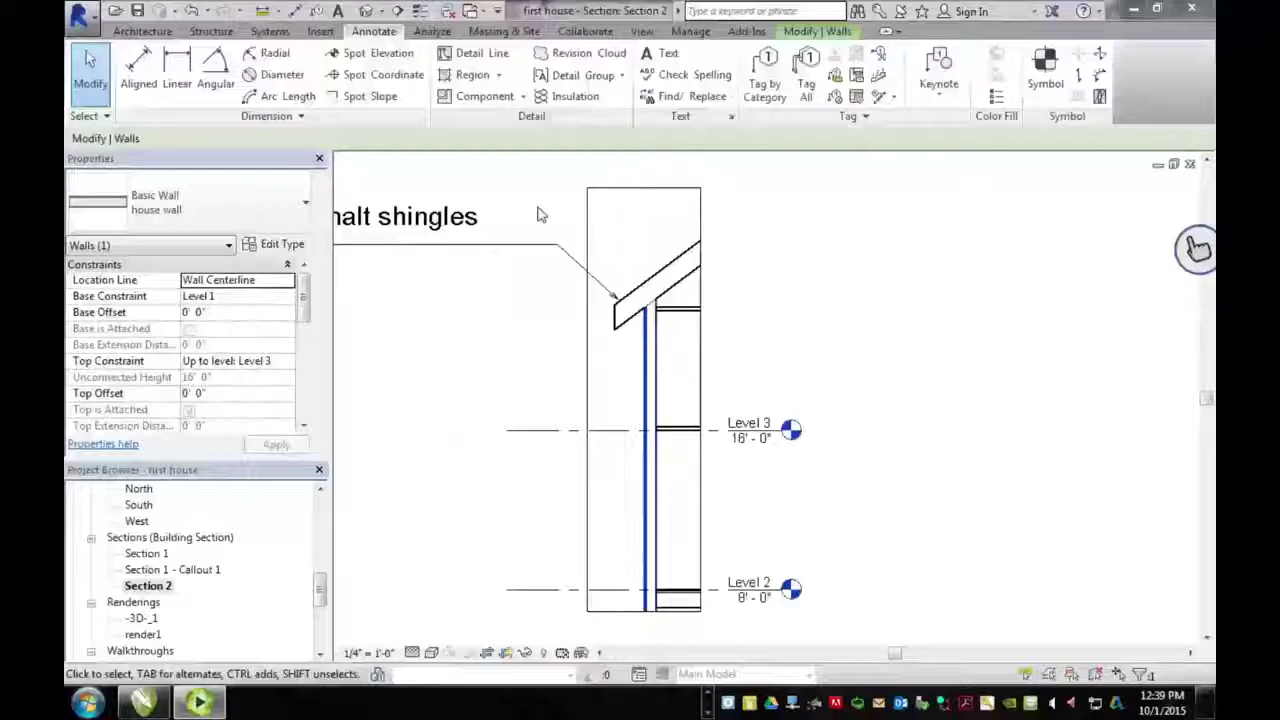 first house - Section: Section 2
Type a keyword or phrase
Sign In
Architecture Structure Systems Insert Annotate Analyze Massing & Site Collaborate View Manage Add-Ins Modify | Walls
Modify
Aligned Linear Angular
Radial
Diameter
Arc Length
Spot Elevation
Spot Coordinate
Spot Slope
Detail Line
Region
Component
Revision Cloud
Detail Group
Insulation
Text
Check Spelling
Find/ Replace
Tag by
Category
Tag
All
Keynote
Symbol
Select Dimension Detail Text Tag Color Fill Symbol
Modify | Walls
Properties
Basic Wall
house wall
Walls (1)
Edit Type
Constraints
Location Line Wall Centerline
Base Constraint Level 1
Base Offset 0' 0"
Base is Attached
Base Extension Dista...
0' 0"
Top Constraint Up to level: Level 3
Unconnected Height 16' 0"
Top Offset 0' 0"
Top is Attached
Top Extension Dista...
0' 0"
Properties help
Apply
Project Browser - first house
North
South
West
Sections (Building Section)
Section 1
Section 1 - Callout 1
Section 2
Renderings
-3D-_1
render1
Walkthroughs
halt shingles
Level 3
16' - 0"
Level 2
8' - 0"
1/4" = 1'-0"
Click to select, TAB for alternates, CTRL adds, SHIFT unselects.
:0
Main Model
:1
12:39 PM
10/1/2015